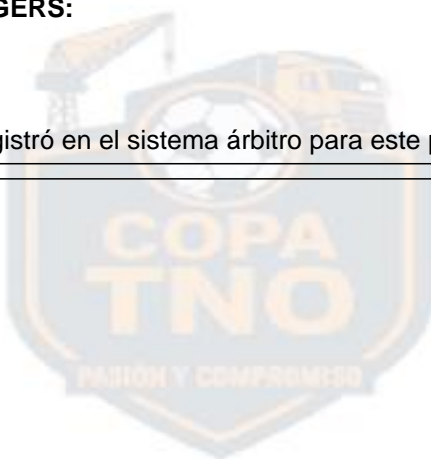 GERS:
gistró en el sistema árbitro para este p
COPA
TNO
PASIÓN Y COMPROMISO